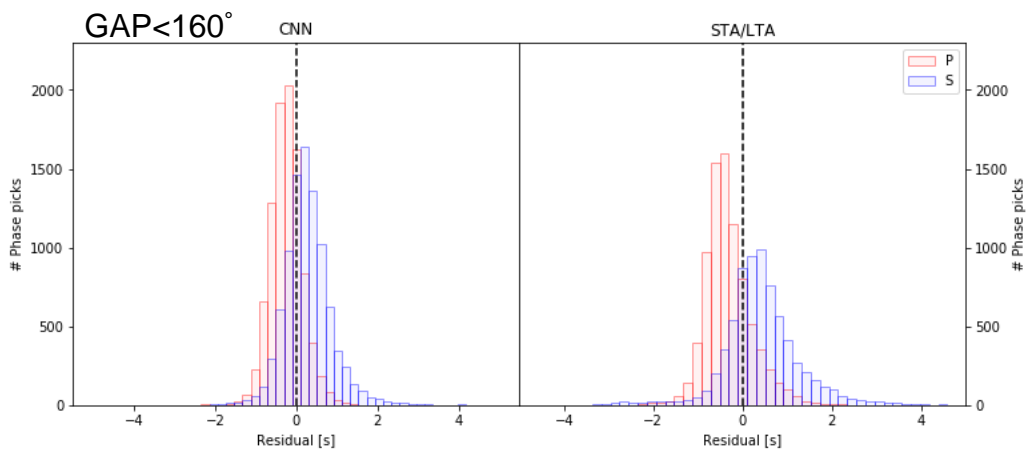 GAP<160°
CNN
STA/LTA
P
S
# Phase picks
2000
1500
1000
500
0
−4
−2
0
2
4
Residual [s]
−4
−2
0
2
4
Residual [s]
2000
1500
1000
500
0
# Phase picks